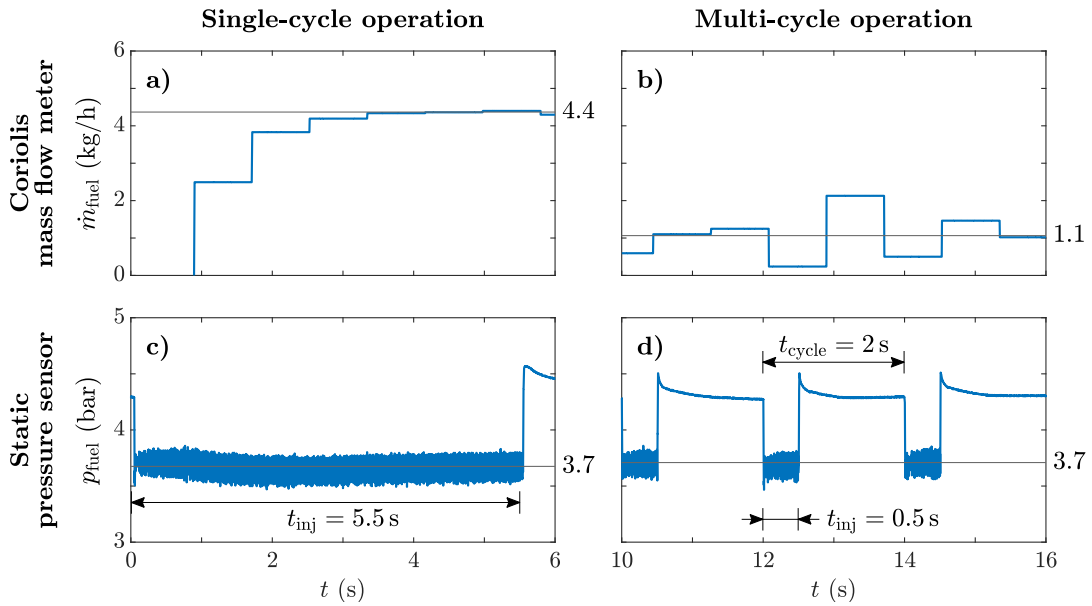 Single-cycle operation
Multi-cycle operation
Coriolis
mass flow meter
ṁfuel (kg/h)
6
4
2
0
a)
4.4
b)
1.1
Static
pressure sensor
pfuel (bar)
5
4
3
c)
3.7
tinj = 5.5 s
0 2 4 6
t (s)
d)
tcycle = 2 s
3.7
tinj = 0.5 s
10 12 14 16
t (s)